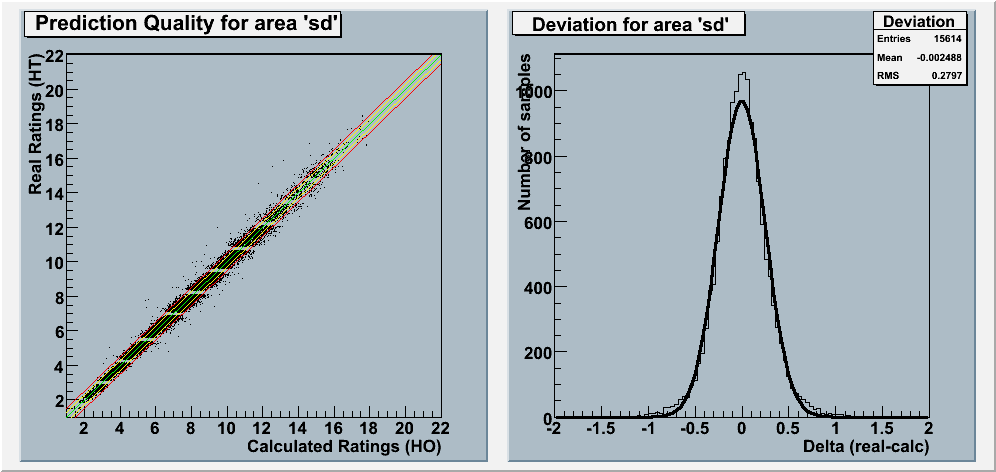 Prediction Quality for area 'sd'
Real Ratings (HT)
22
20
18
16
14
12
10
8
6
4
2
2 4 6 8 10 12 14 16 18 20 22
Calculated Ratings (HO)
Deviation for area 'sd'
Deviation
Entries 15614
Mean -0.002488
RMS 0.2797
Number of samples
1000
800
600
400
200
0
-2 -1.5 -1 -0.5 0 0.5 1 1.5 2
Delta (real-calc)